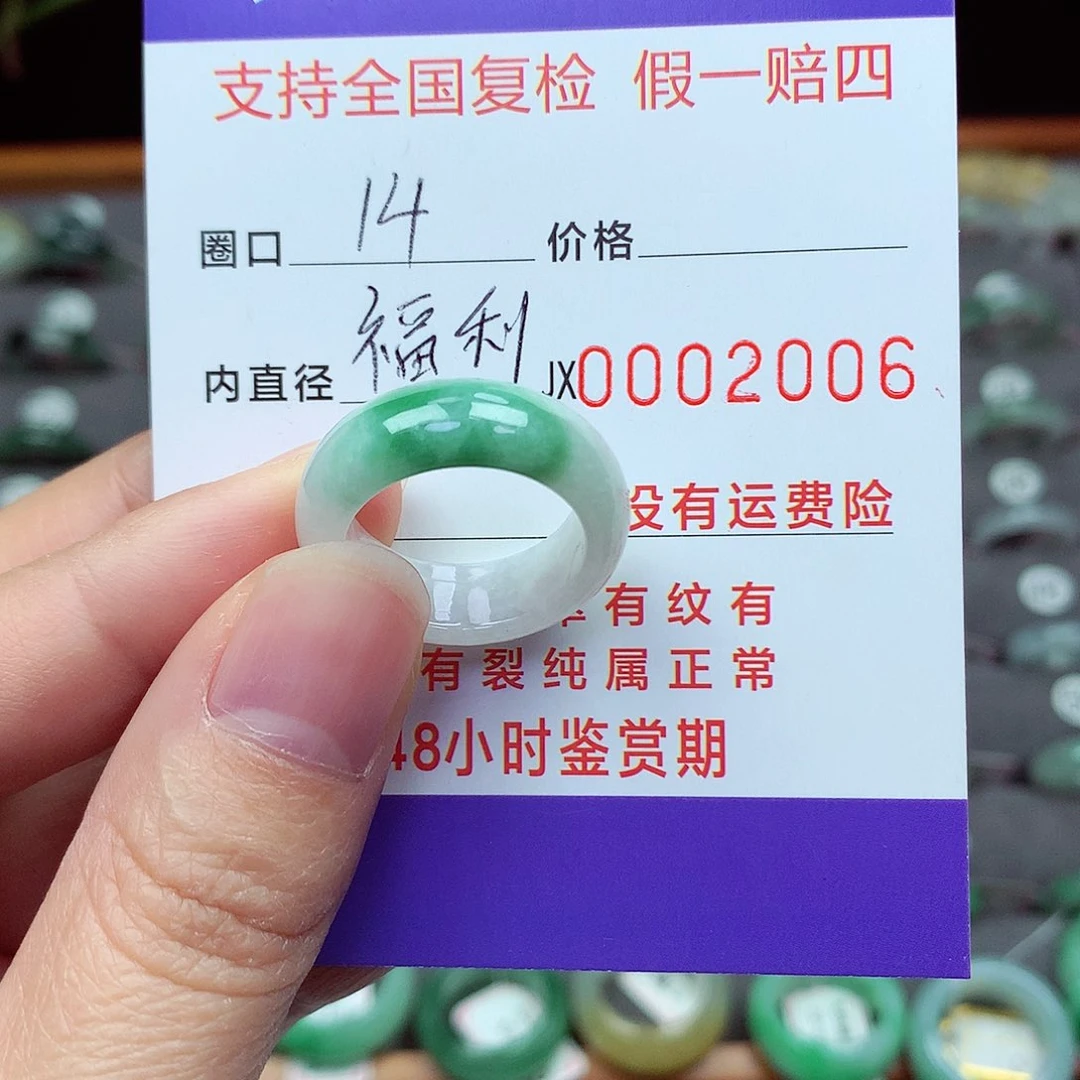 支持全国复检 假一赔四
圈口 14 价格
内直径 福利 JX0002006
没有运费险
有纹有
有裂纯属正常
48小时鉴赏期